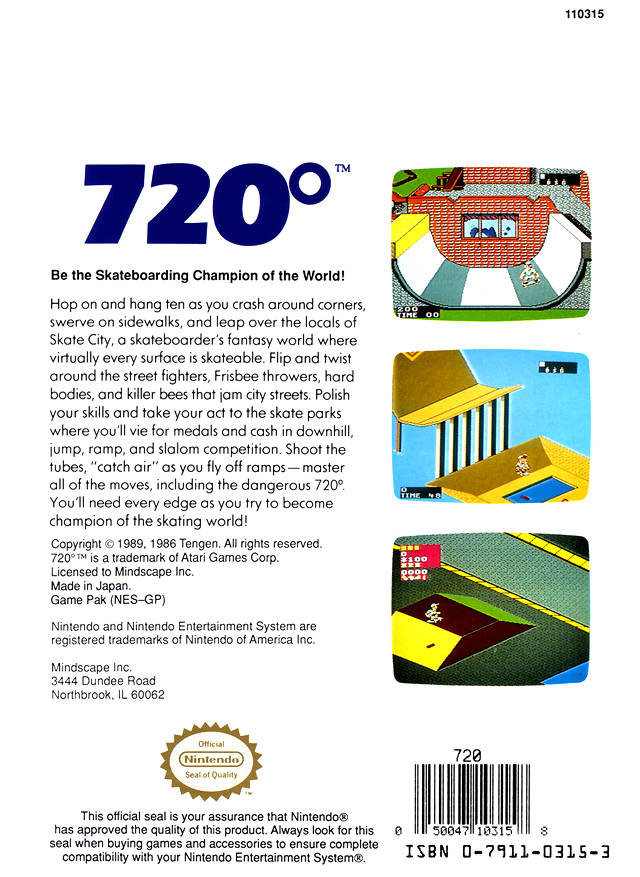 110315
720° ™
Be the Skateboarding Champion of the World!
Hop on and hang ten as you crash around corners,
swerve on sidewalks, and leap over the locals of
Skate City, a skateboarder's fantasy world where
virtually every surface is skateable. Flip and twist
around the street fighters, Frisbee throwers, hard
bodies, and killer bees that jam city streets. Polish
your skills and take your act to the skate parks
where you'll vie for medals and cash in downhill,
jump, ramp, and slalom competition. Shoot the
tubes, "catch air" as you fly off ramps — master
all of the moves, including the dangerous 720°.
You'll need every edge as you try to become
champion of the skating world!
Copyright © 1989, 1986 Tengen. All rights reserved.
720° ™ is a trademark of Atari Games Corp.
Licensed to Mindscape Inc.
Made in Japan.
Game Pak (NES–GP)
Nintendo and Nintendo Entertainment System are
registered trademarks of Nintendo of America Inc.
Mindscape Inc.
3444 Dundee Road
Northbrook, IL 60062
Official
Nintendo
Seal of Quality
™
This official seal is your assurance that Nintendo®
has approved the quality of this product. Always look for this
seal when buying games and accessories to ensure complete
compatibility with your Nintendo Entertainment System®.
200
TIME 00
0
TIME 48
0
$100
0000
720
0 50047 10315 8
ISBN 0-7911-0315-3